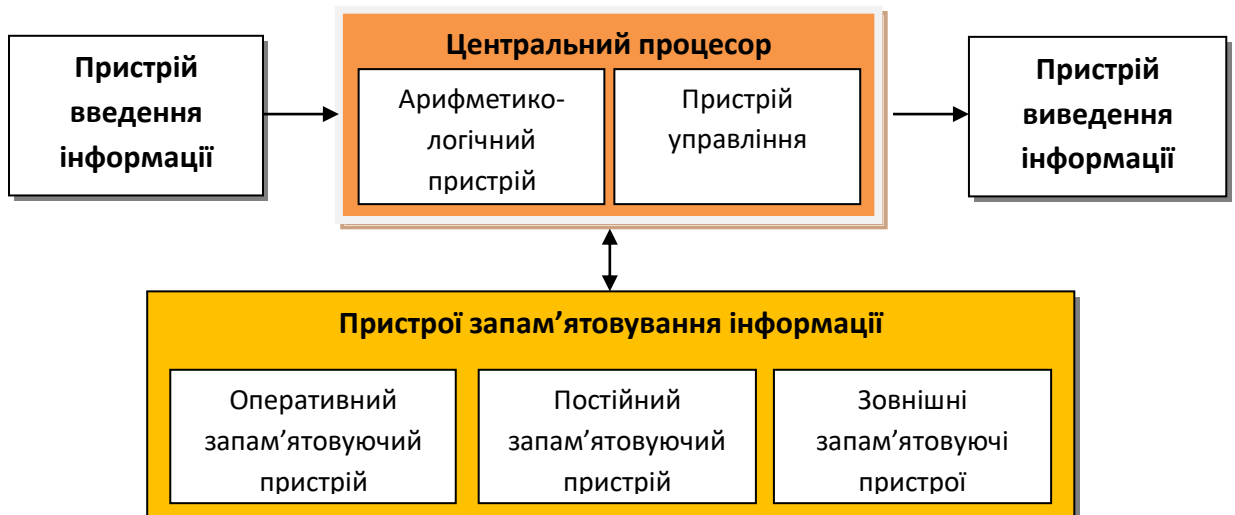 Пристрій
введення
інформації
Центральний процесор
Арифметико-
логічний
пристрій
Пристрій
управління
Пристрій
виведення
інформації
Пристрої запам’ятовування інформації
Оперативний
запам’ятовуючий
пристрій
Постійний
запам’ятовуючий
пристрій
Зовнішні
запам’ятовуючі
пристрої